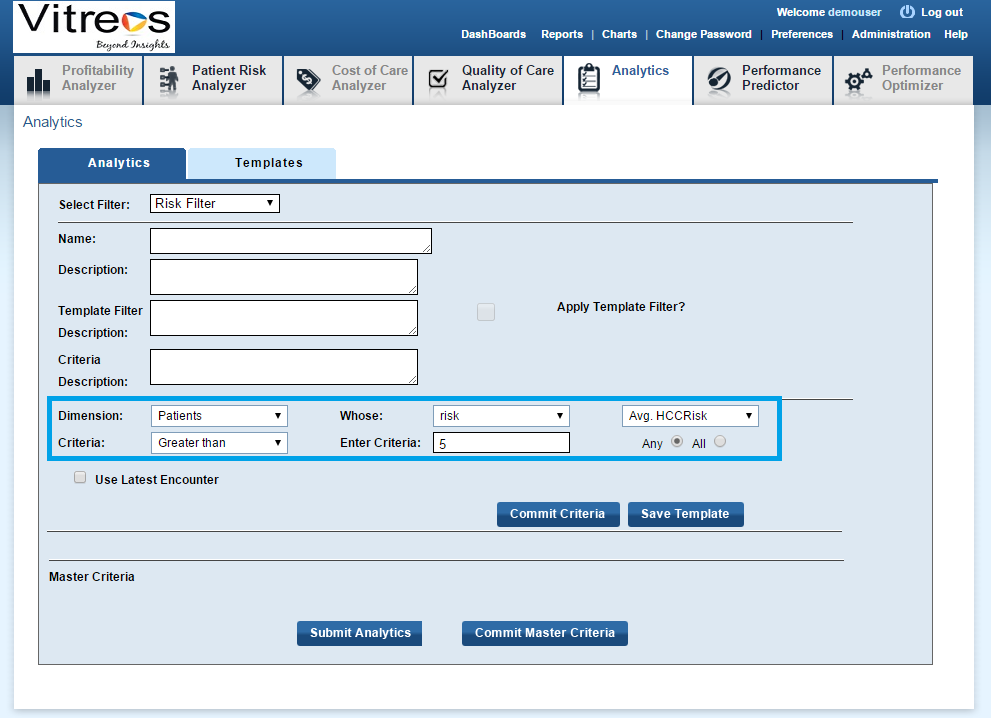 Vitreos
Beyond Insights
Welcome demouser Log out
DashBoards Reports | Charts | Change Password | Preferences | Administration Help
Profitability Analyzer
Patient Risk Analyzer
Cost of Care Analyzer
Quality of Care Analyzer
Analytics
Performance Predictor
Performance Optimizer
Analytics
Analytics Templates
Select Filter: Risk Filter
Name:
Description:
Template Filter Apply Template Filter?
Description:
Criteria
Description:
Dimension: Patients Whose: risk Avg. HCCRisk
Criteria: Greater than Enter Criteria: 5 Any All
Use Latest Encounter
Commit Criteria Save Template
Master Criteria
Submit Analytics Commit Master Criteria